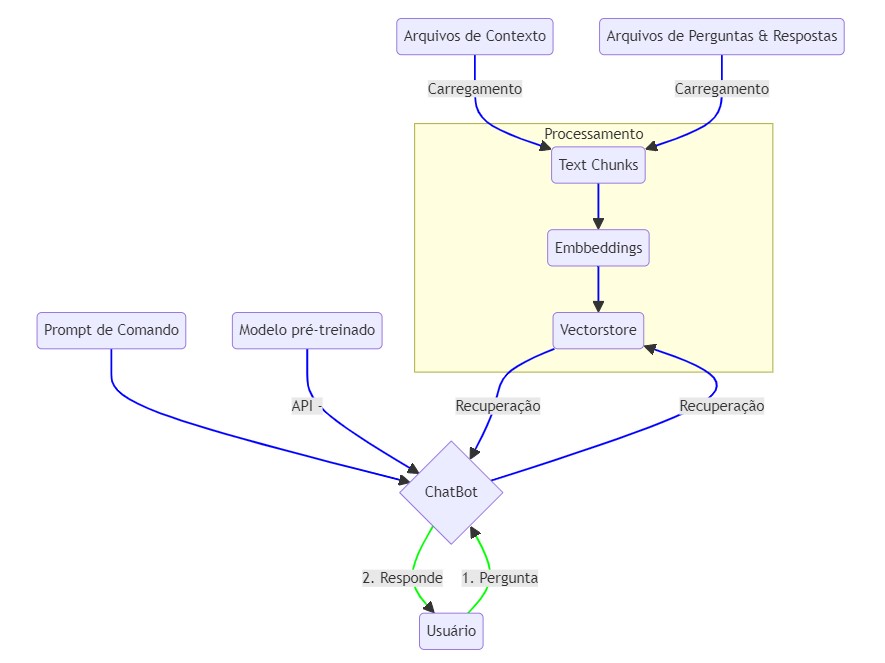 Arquivos de Contexto
Arquivos de Perguntas & Respostas
Carregamento
Carregamento
Processamento
Text Chunks
Embbeddings
Prompt de Comando
Modelo pré-treinado
Vectorstore
API -
Recuperação
Recuperação
ChatBot
2. Responde
1. Pergunta
Usuário